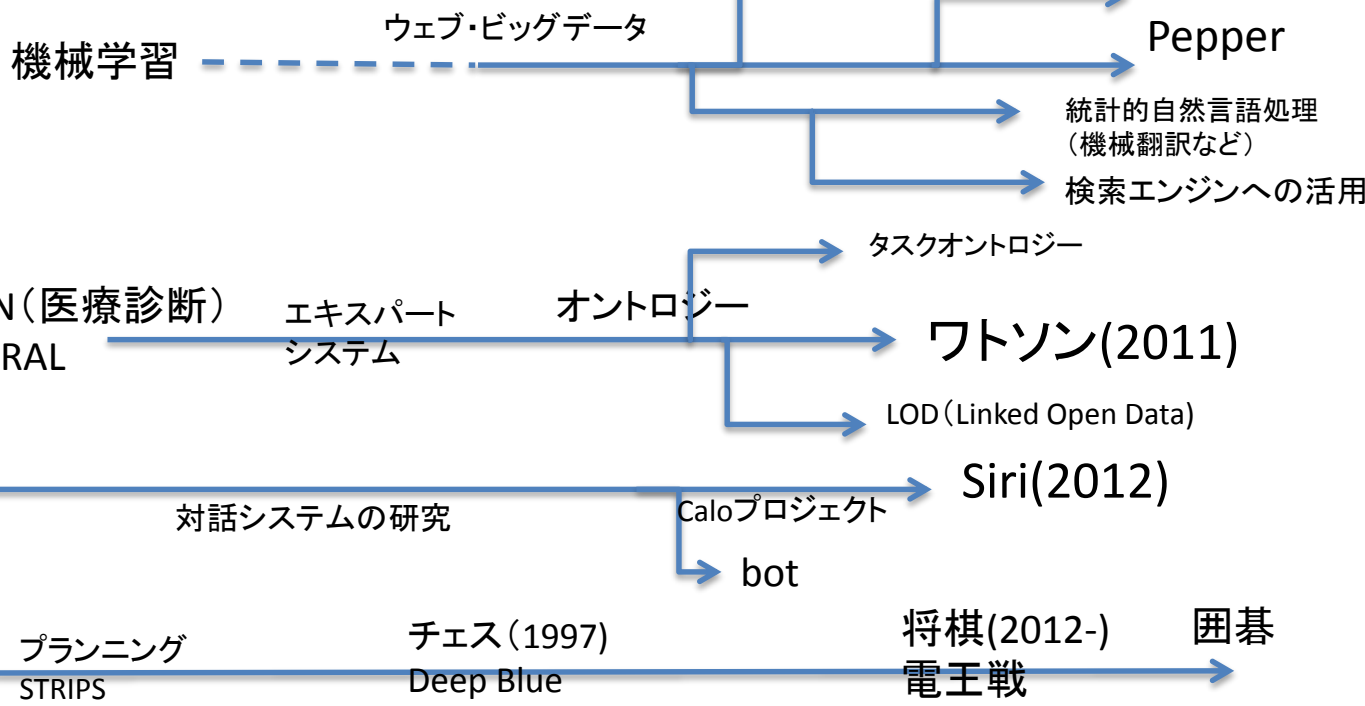 ウェブ・ビッグデータ
機械学習
Pepper
統計的自然言語処理
(機械翻訳など)
検索エンジンへの活用
タスクオントロジー
N(医療診断)
RAL
エキスパート
システム
オントロジー
ワトソン(2011)
LOD(Linked Open Data)
Siri(2012)
対話システムの研究
Caloプロジェクト
bot
プランニング
STRIPS
チェス(1997)
Deep Blue
将棋(2012-)
電王戦
囲碁